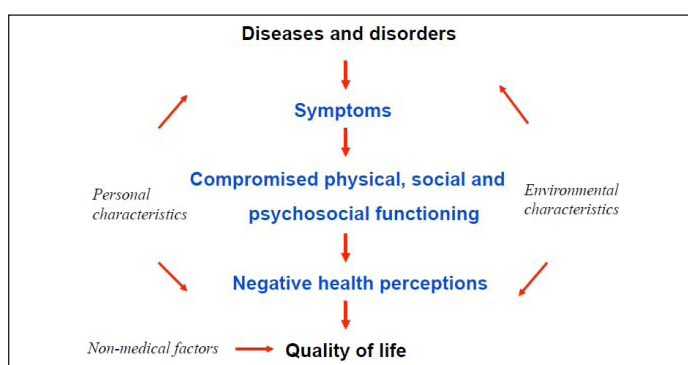 Diseases and disorders
Symptoms
Compromised physical, social and
psychosocial functioning
Personal
characteristics
Environmental
characteristics
Negative health perceptions
Non-medical factors
Quality of life